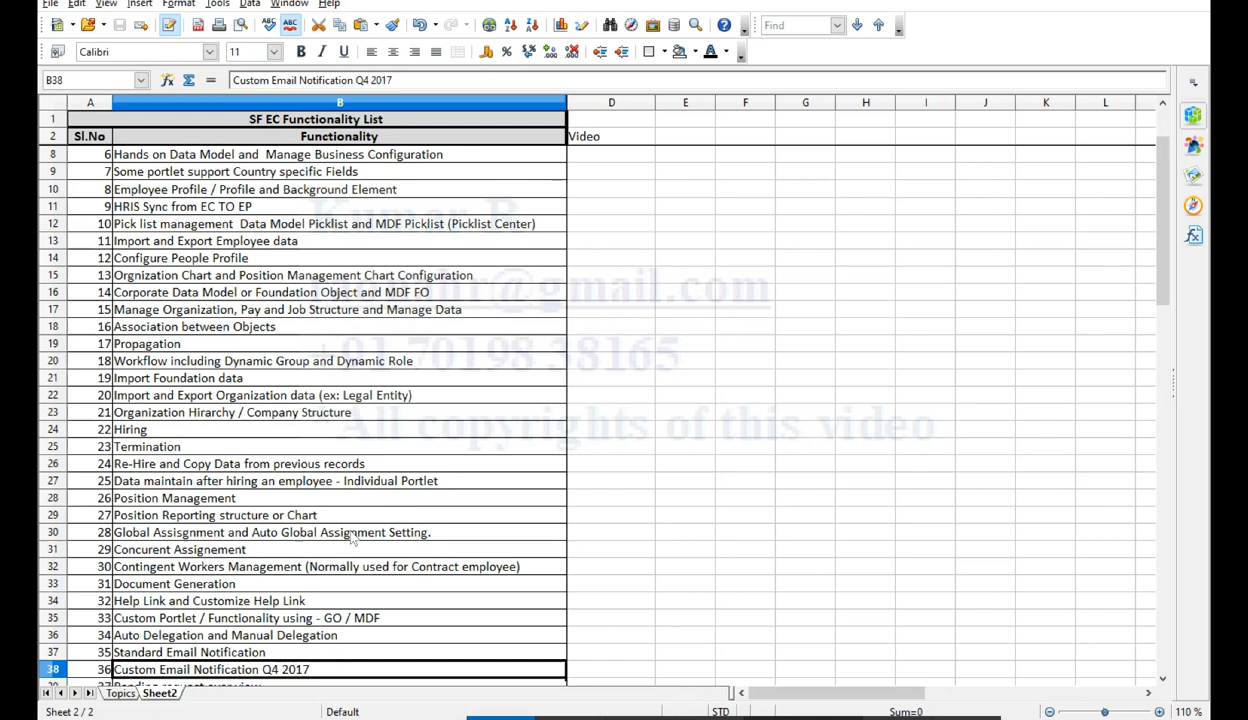 File Edit View Insert Format Tools Data Window Help
Find
Calibri 11
B38 Custom Email Notification Q4 2017
A B D E F G H I J K L
1 SF EC Functionality List
2 Sl.No Functionality Video
8 6 Hands on Data Model and Manage Business Configuration
9 7 Some portlet support Country specific Fields
10 8 Employee Profile / Profile and Background Element
11 9 HRIS Sync from EC TO EP
Kumar B
12 10 Pick list management Data Model Picklist and MDF Picklist (Picklist Center)
13 11 Import and Export Employee data
14 12 Configure People Profile
15 13 Orgnization Chart and Position Management Chart Configuration
@gmail.com
16 14 Corporate Data Model or Foundation Object and MDF FO
17 15 Manage Organization, Pay and Job Structure and Manage Data
18 16 Association between Objects
19 17 Propagation
+91 70198 38165
20 18 Workflow including Dynamic Group and Dynamic Role
21 19 Import Foundation data
22 20 Import and Export Organization data (ex: Legal Entity)
23 21 Organization Hirarchy / Company Structure
*All copyrights of this video
24 22 Hiring
25 23 Termination
26 24 Re-Hire and Copy Data from previous records
27 25 Data maintain after hiring an employee - Individual Portlet
28 26 Position Management
29 27 Position Reporting structure or Chart
30 28 Global Assisgnment and Auto Global Assignment Setting.
31 29 Concurent Assignement
32 30 Contingent Workers Management (Normally used for Contract employee)
33 31 Document Generation
34 32 Help Link and Customize Help Link
35 33 Custom Portlet / Functionality using - GO / MDF
36 34 Auto Delegation and Manual Delegation
37 35 Standard Email Notification
38 36 Custom Email Notification Q4 2017
Topics Sheet2
Sheet 2 / 2 Default STD Sum=0 110 %